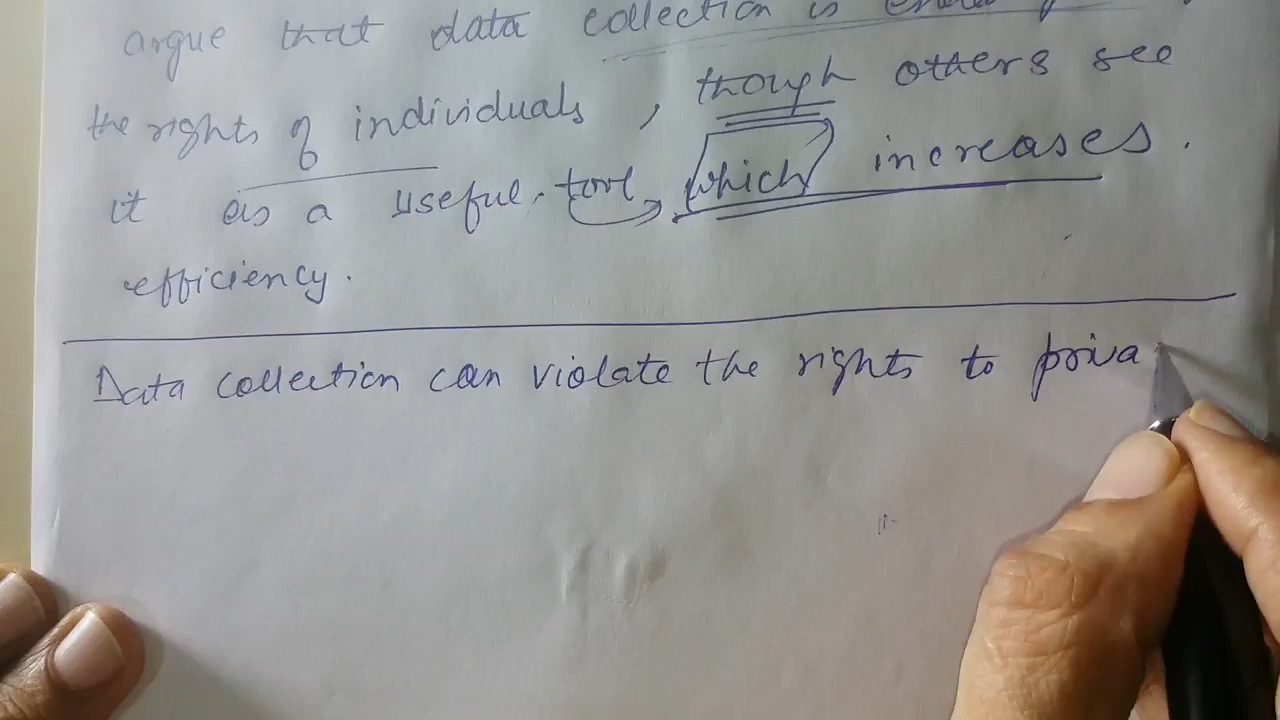 argue that data collection is
the rights of individuals, though others see
it as a useful tool, which increases.
efficiency.
Data collection can violate the rights to priva